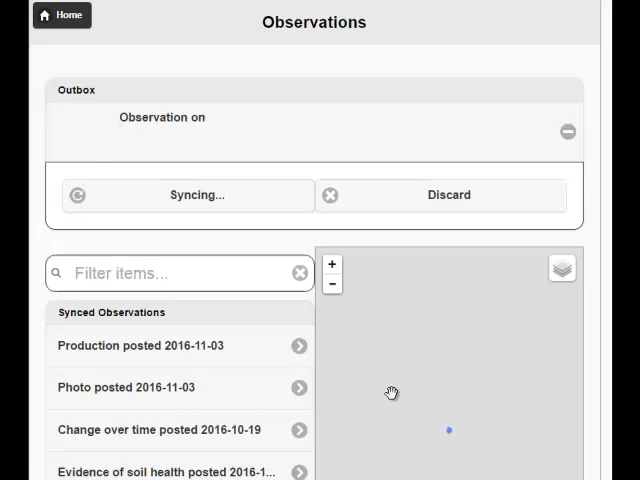 Home
Observations
Outbox
Observation on
Syncing...
Discard
Filter items...
Synced Observations
Production posted 2016-11-03
Photo posted 2016-11-03
Change over time posted 2016-10-19
Evidence of soil health posted 2016-1...
+
−